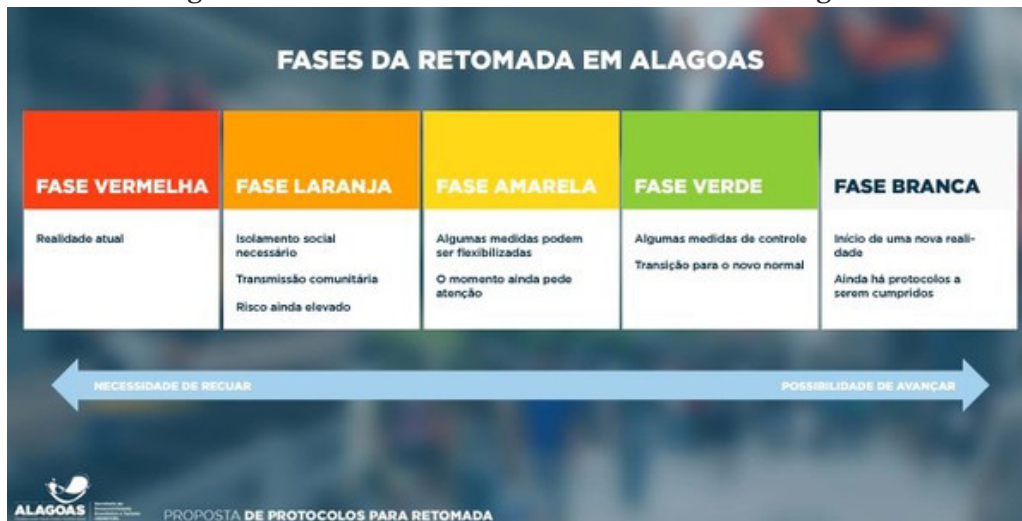 FASES DA RETOMADA EM ALAGOAS
FASE VERMELHA
Realidade atual
FASE LARANJA
Isolamento social
necessário
Transmissão comunitária
Risco ainda elevado
FASE AMARELA
Algumas medidas podem
ser flexibilizadas
O momento ainda pede
atenção
FASE VERDE
Algumas medidas de controle
Transição para o novo normal
FASE BRANCA
Início de uma nova reali-
dade
Ainda há protocolos a
serem cumpridos
NECESSIDADE DE RECUAR
POSSIBILIDADE DE AVANÇAR
ALAGOAS
PROPOSTA DE PROTOCOLOS PARA RETOMADA